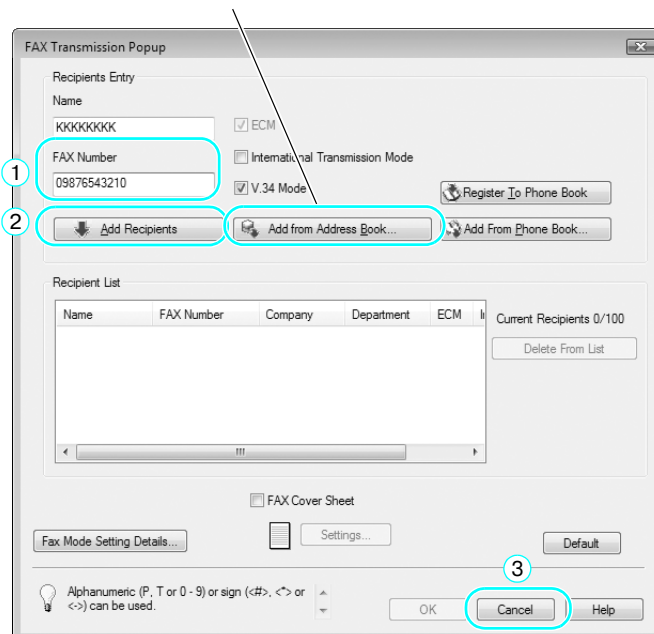 FAX Transmission Popup
Recipients Entry
Name
KKKKKKKK
ECM
FAX Number
International Transmission Mode
1
09876543210
V.34 Mode
Register To Phone Book
2
Add Recipients
Add from Address Book...
Add From Phone Book...
Recipient List
Name FAX Number Company Department ECM
Current Recipients 0/100
Delete From List
FAX Cover Sheet
Fax Mode Setting Details...
Settings...
Default
3
Alphanumeric (P, T or 0 - 9) or sign (<#>, <*> or
<->) can be used.
OK
Cancel
Help